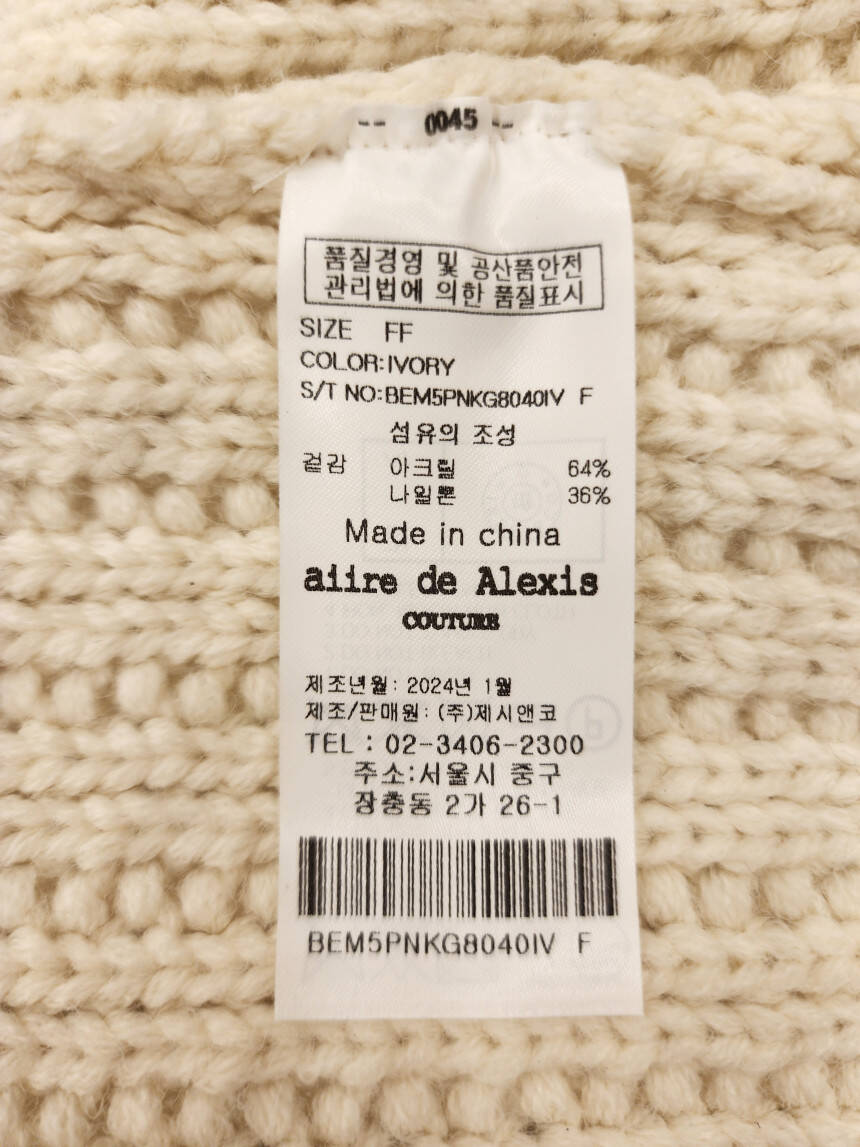 -- 0045 --
품질경영 및 공산품안전
관리법에 의한 품질표시
SIZE FF
COLOR:IVORY
S/T NO:BEM5PNKG8040IV F
섬유의 조성
겉감 아크릴 64%
나일론 36%
Made in china
aiire de Alexis
COUTURE
제조년월: 2024년 1월
제조/판매원: (주)제시앤코
TEL : 02-3406-2300
주소:서울시 중구
장충동 2가 26-1
BEM5PNKG8040IV F